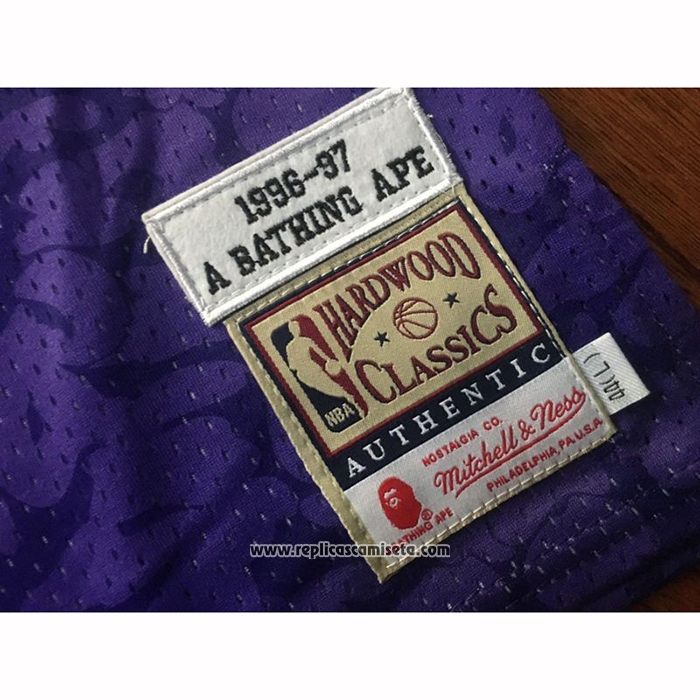 1996-97
A BATHING APE
HARDWOOD
CLASSICS
NBA
AUTHENTIC
NOSTALGIA CO.
Mitchell & Ness
PHILADELPHIA, PA U.S.A.
®
BATHING APE
44(L)
www.replicascamiseta.com